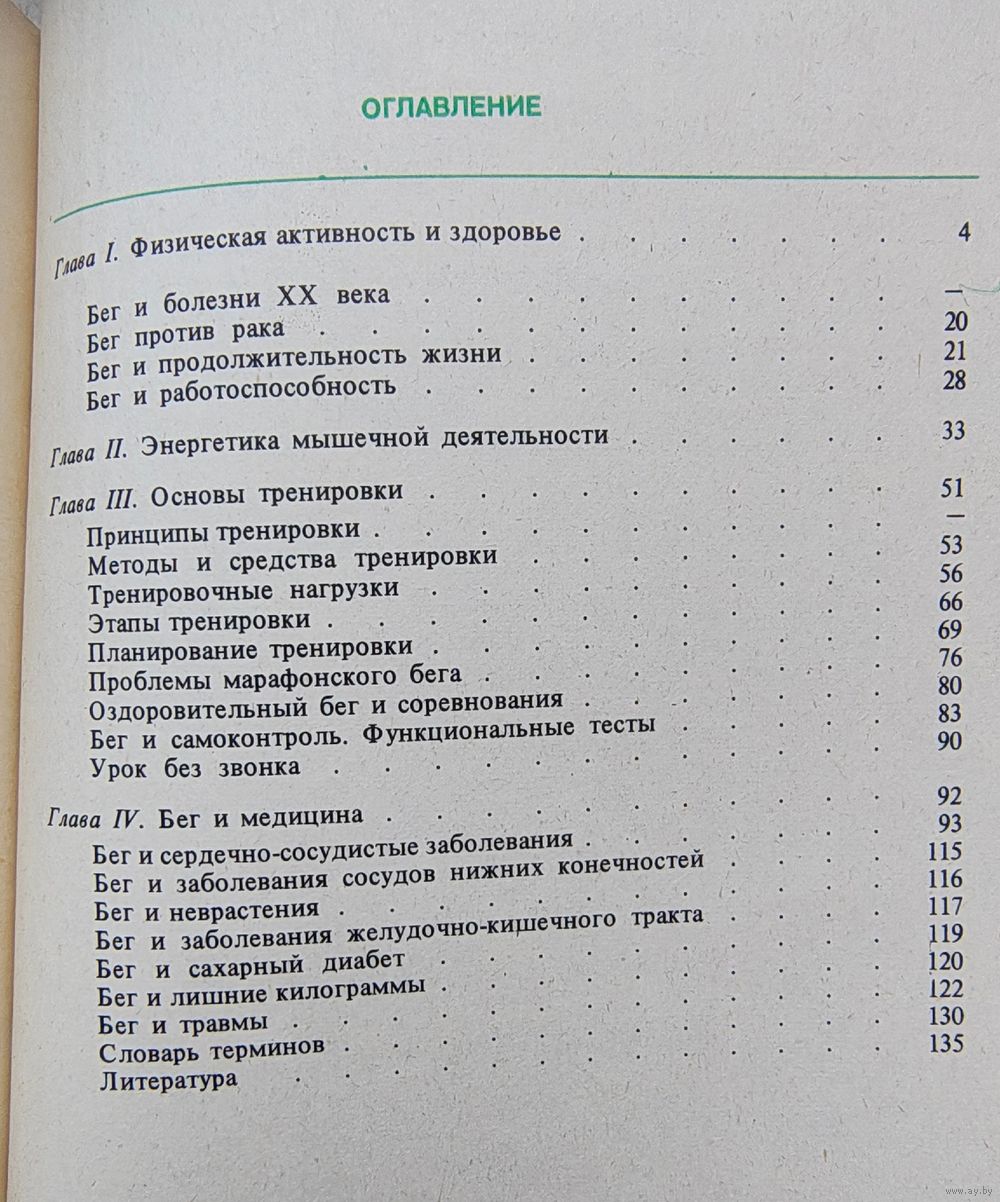 ОГЛАВЛЕНИЕ
Глава I. Физическая активность и здоровье . . . . . . . 4
Бег и болезни XX века . . . . . . . . . . —
Бег против рака . . . . . . . . . . . . 20
Бег и продолжительность жизни . . . . . . . . 21
Бег и работоспособность . . . . . . . . . . 28
Глава II. Энергетика мышечной деятельности . . . . . . 33
Глава III. Основы тренировки . . . . . . . . . . 51
Принципы тренировки . . . . . . . . . . . —
Методы и средства тренировки . . . . . . . . 53
Тренировочные нагрузки . . . . . . . . . . 56
Этапы тренировки . . . . . . . . . . . . 66
Планирование тренировки . . . . . . . . . . 69
Проблемы марафонского бега . . . . . . . . . 76
Оздоровительный бег и соревнования . . . . . . . 80
Бег и самоконтроль. Функциональные тесты . . . . . 83
Урок без звонка . . . . . . . . . . . . 90
Глава IV. Бег и медицина . . . . . . . . . . . 92
Бег и сердечно-сосудистые заболевания . . . . . . . 93
Бег и заболевания сосудов нижних конечностей . . . . 115
Бег и неврастения . . . . . . . . . . . . 116
Бег и заболевания желудочно-кишечного тракта . . . . 117
Бег и сахарный диабет . . . . . . . . . . 119
Бег и лишние килограммы . . . . . . . . . . 120
Бег и травмы . . . . . . . . . . . . . 122
Словарь терминов . . . . . . . . . . . . 130
Литература . . . . . . . . . . . . . 135
www.ay.by